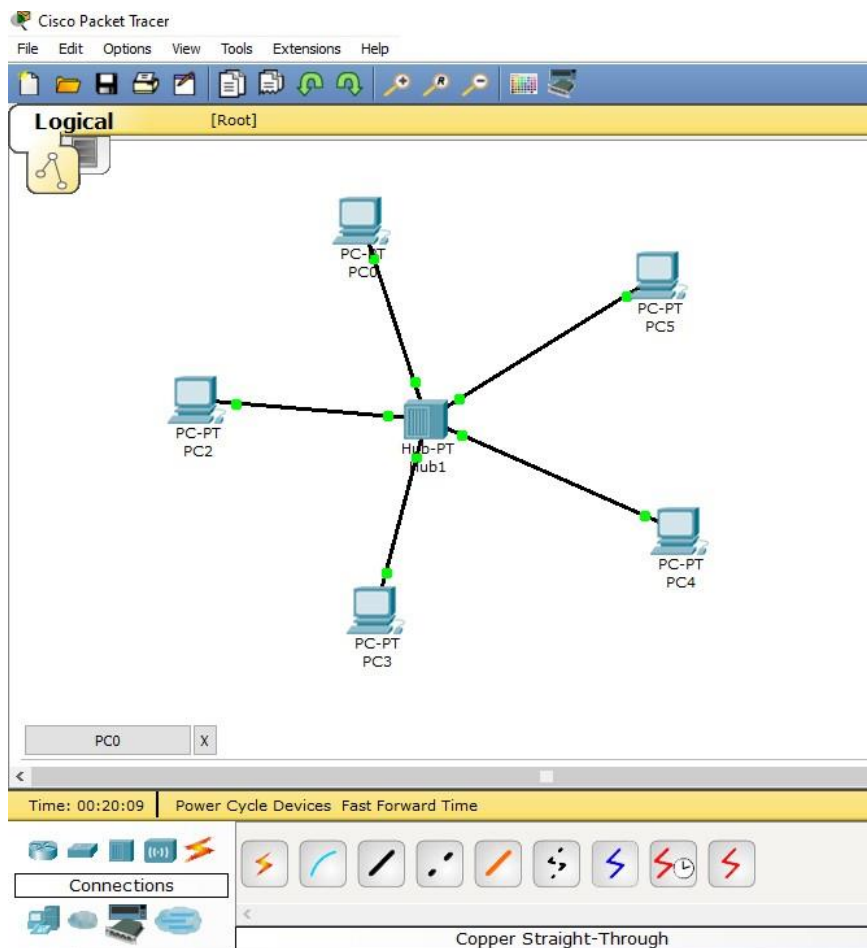 Cisco Packet Tracer
File Edit Options View Tools Extensions Help
Logical [Root]
PC-PT
PC0
PC-PT
PC5
PC-PT
PC2
Hub-PT
Hub1
PC-PT
PC4
PC-PT
PC3
PC0 X
Time: 00:20:09 Power Cycle Devices Fast Forward Time
Connections
Copper Straight-Through